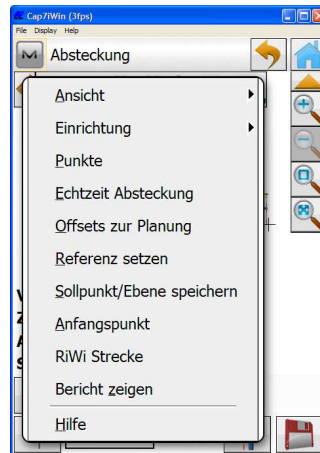 Cap7iWin (3fps)
File Display Help
Absteckung
Ansicht
Einrichtung
Punkte
Echtzeit Absteckung
Offsets zur Planung
Referenz setzen
Sollpunkt/Ebene speichern
Anfangspunkt
RiWi Strecke
Bericht zeigen
Hilfe